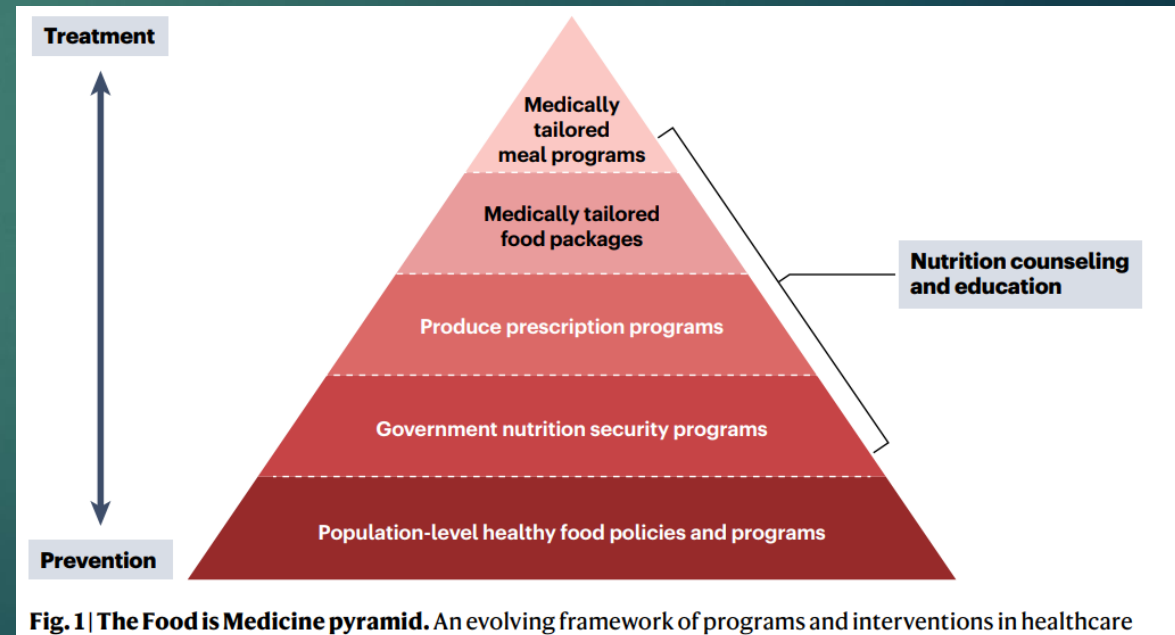 Treatment
Medically
tailored
meal programs
Medically tailored
food packages
Nutrition counseling
and education
Produce prescription programs
Government nutrition security programs
Population-level healthy food policies and programs
Prevention
Fig. 1 | The Food is Medicine pyramid. An evolving framework of programs and interventions in healthcare